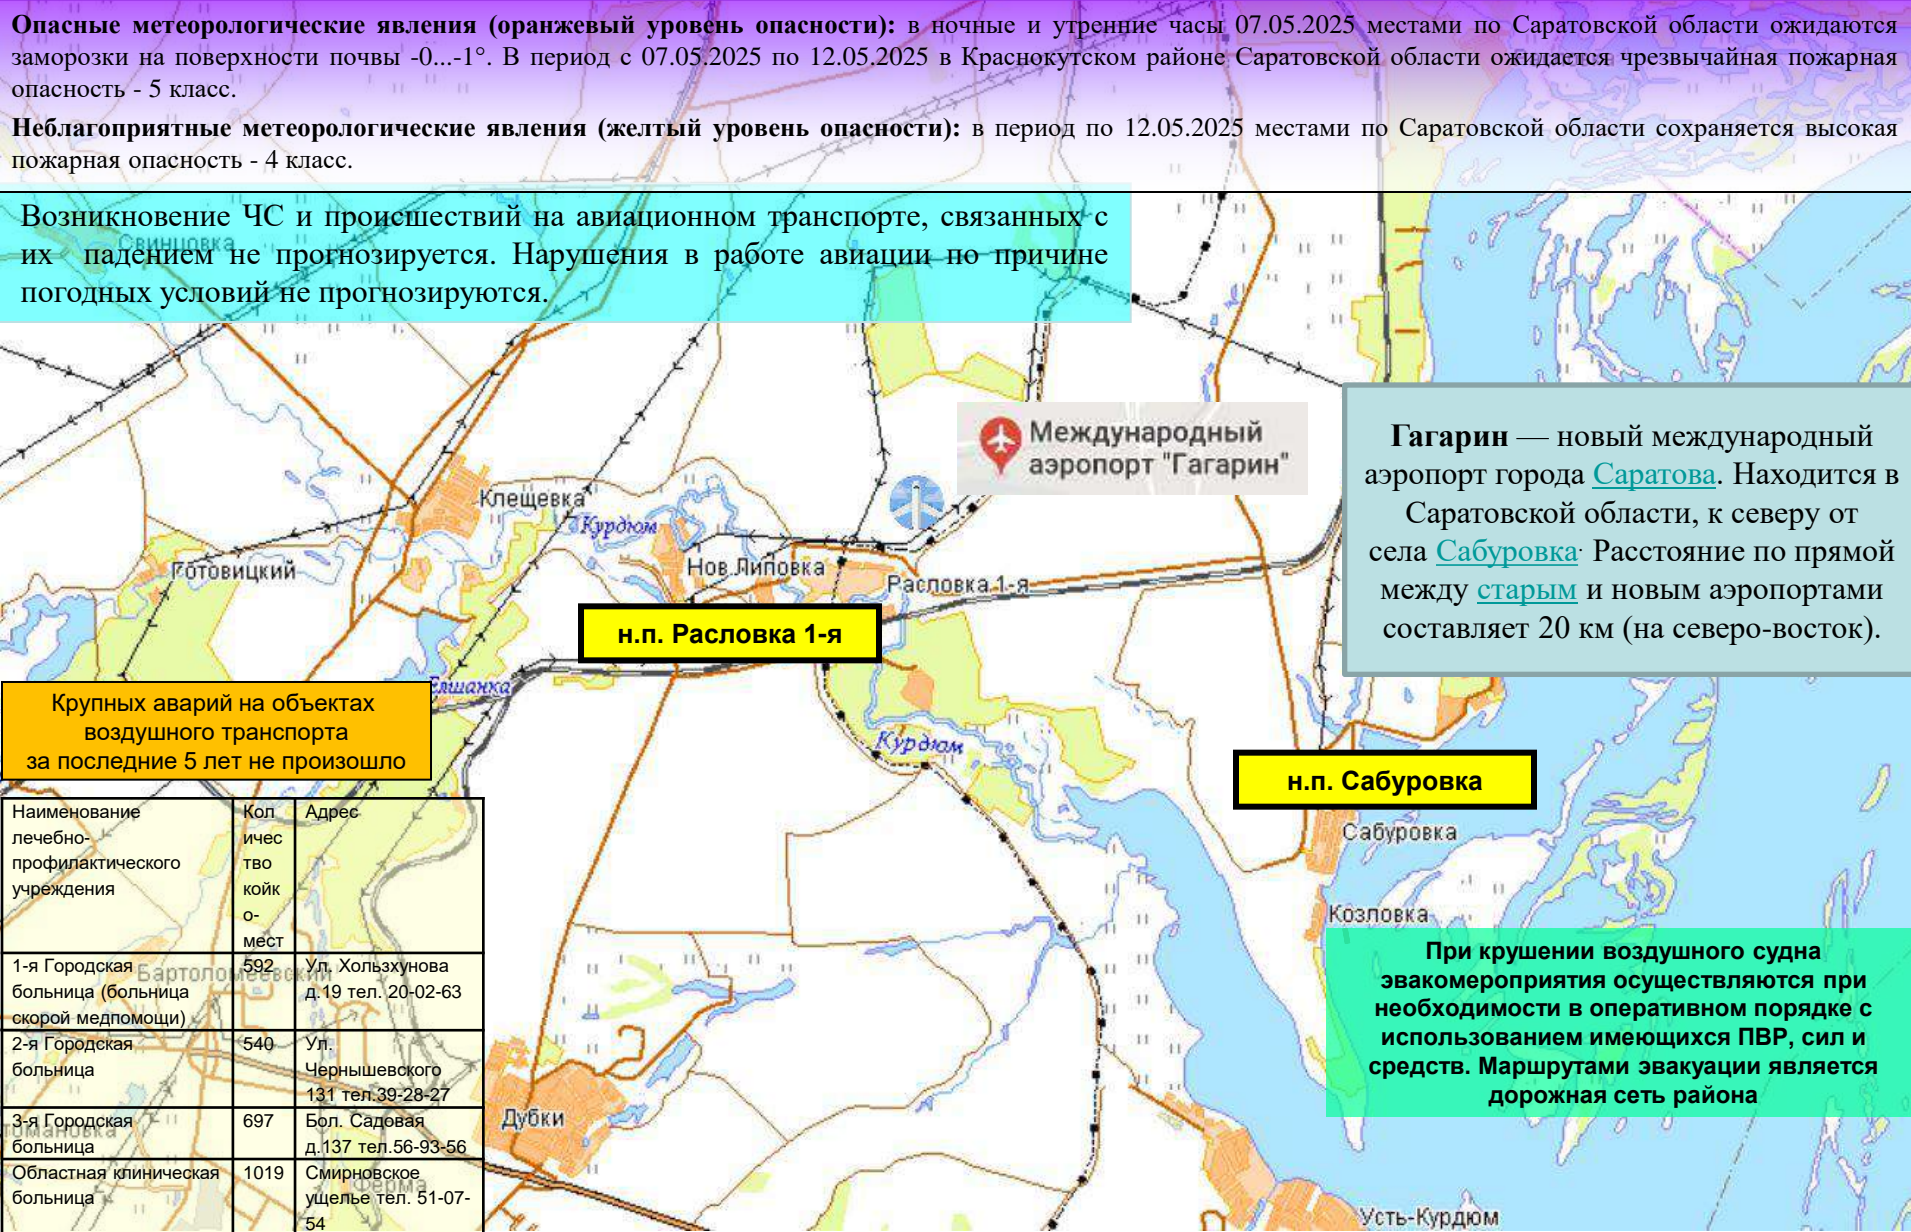 Опасные метеорологические явления (оранжевый уровень опасности): в ночные и утренние часы 07.05.2025 местами по Саратовской области ожидаются
заморозки на поверхности почвы -0...-1°. В период с 07.05.2025 по 12.05.2025 в Краснокутском районе Саратовской области ожидается чрезвычайная пожарная
опасность - 5 класс.
Неблагоприятные метеорологические явления (желтый уровень опасности): в период по 12.05.2025 местами по Саратовской области сохраняется высокая
пожарная опасность - 4 класс.
Возникновение ЧС и происшествий на авиационном транспорте, связанных с
их падением не прогнозируется. Нарушения в работе авиации по причине
погодных условий не прогнозируются.
Свинцовка
Международный
аэропорт "Гагарин"
Гагарин — новый международный
аэропорт города Саратова. Находится в
Саратовской области, к северу от
села Сабуровка. Расстояние по прямой
между старым и новым аэропортами
составляет 20 км (на северо-восток).
Клещевка
Курдюм
Готовицкий
Нов.Липовка
Расловка 1-я
н.п. Расловка 1-я
Елшанка
Курдюм
Крупных аварий на объектах
воздушного транспорта
за последние 5 лет не произошло
н.п. Сабуровка
Сабуровка
Козловка
Наименование
лечебно-
профилактического
учреждения
Кол
ичес
тво
койк
о-
мест
Адрес
1-я Городская
больница (больница
скорой медпомощи)
592
Ул. Хользхунова
д.19 тел. 20-02-63
Бартоломеевский
2-я Городская
больница
540
Ул.
Чернышевского
131 тел.39-28-27
3-я Городская
больница
697
Бол. Садовая
д.137 тел.56-93-56
Областная клиническая
больница
1019
Смирновское
ущелье тел. 51-07-
54
Ферма
Дубки
При крушении воздушного судна
эвакомероприятия осуществляются при
необходимости в оперативном порядке с
использованием имеющихся ПВР, сил и
средств. Маршрутами эвакуации является
дорожная сеть района
Усть-Курдюм